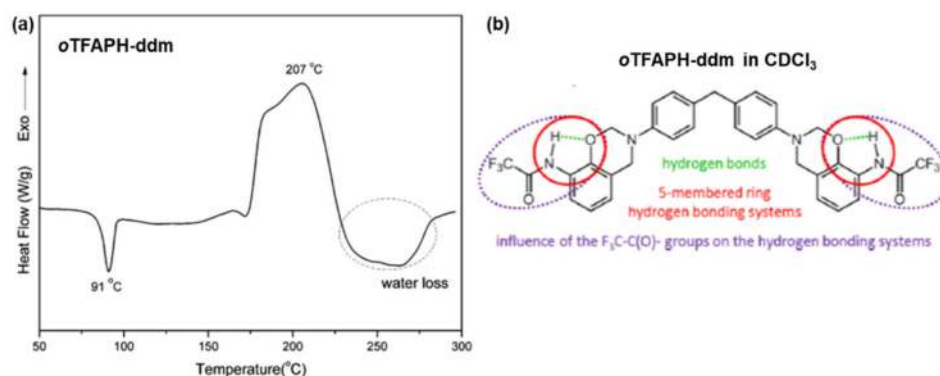 (a)
oTFAPH-ddm
207 °C
91 °C
water loss
Heat Flow (W/g)
Exo
50
100
150
200
250
300
Temperature(°C)
(b)
oTFAPH-ddm in CDCl₃
H
O
N
N
O
H
F₃C
N
O
N
CF₃
O
hydrogen bonds
5-membered ring
hydrogen bonding systems
influence of the F₃C-C(O)- groups on the hydrogen bonding systems